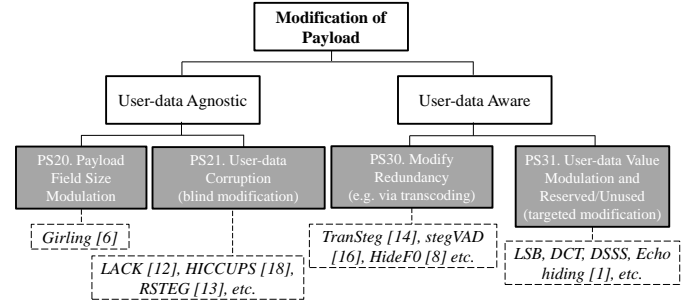 Modification of
Payload
User-data Agnostic
User-data Aware
PS20. Payload
Field Size
Modulation
PS21. User-data
Corruption
(blind modification)
PS30. Modify
Redundancy
(e.g. via transcoding)
PS31. User-data Value
Modulation and
Reserved/Unused
(targeted modification)
Girling [6]
LACK [12], HICCUPS [18],
RSTEG [13], etc.
TranSteg [14], stegVAD
[16], HideF0 [8] etc.
LSB, DCT, DSSS, Echo
hiding [1], etc.